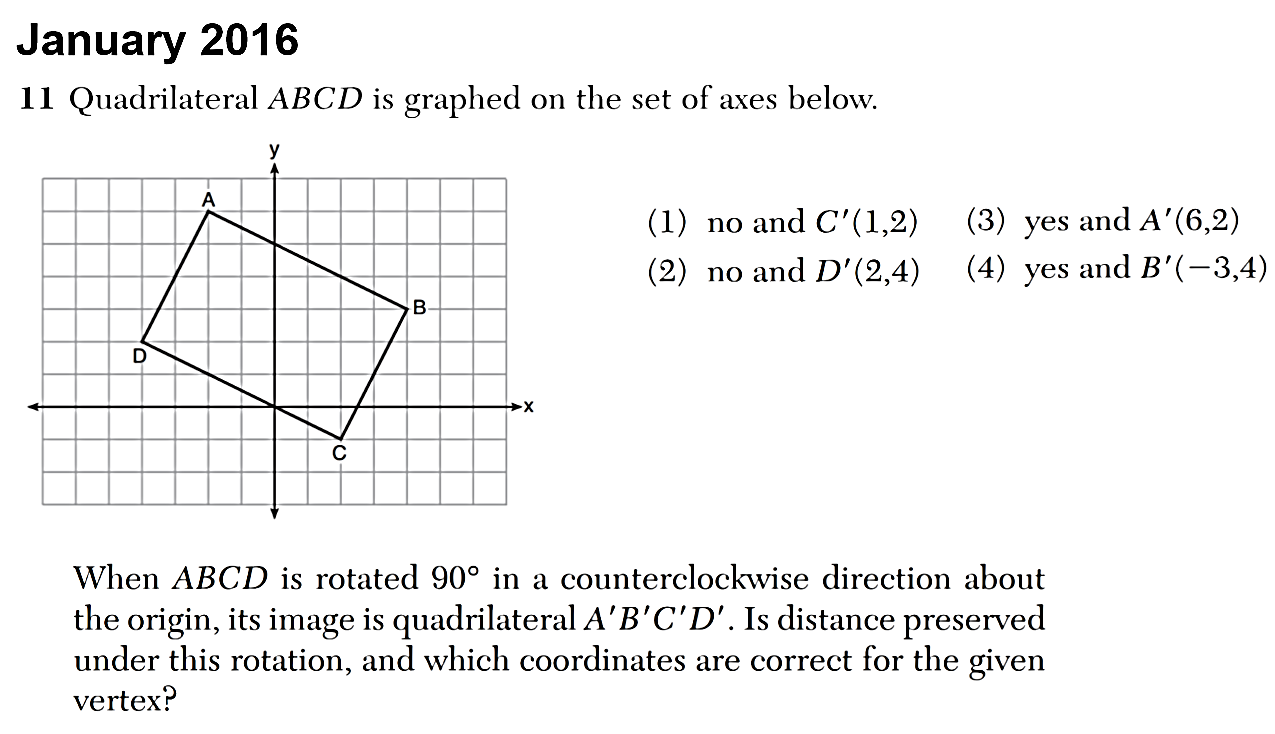 January 2016
11 Quadrilateral ABCD is graphed on the set of axes below.
y
A
B
D
x
C
(1) no and C′(1,2) (3) yes and A′(6,2)
(2) no and D′(2,4) (4) yes and B′(−3,4)
When ABCD is rotated 90° in a counterclockwise direction about
the origin, its image is quadrilateral A′B′C′D′. Is distance preserved
under this rotation, and which coordinates are correct for the given
vertex?